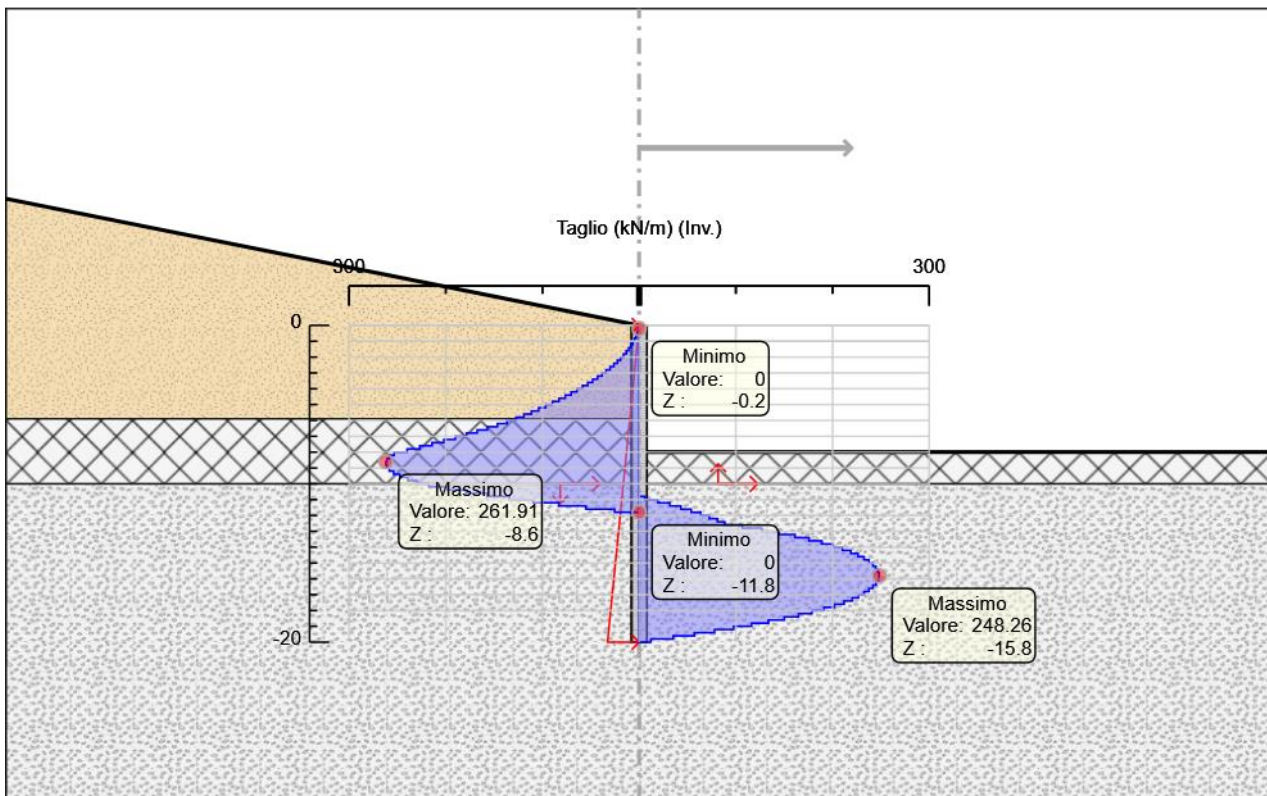 Taglio (kN/m) (Inv.)
300 300
0
Minimo
Valore: 0
Z : -0.2
Massimo
Valore: 261.91
Z : -8.6
Minimo
Valore: 0
Z : -11.8
Massimo
Valore: 248.26
Z : -15.8
-20